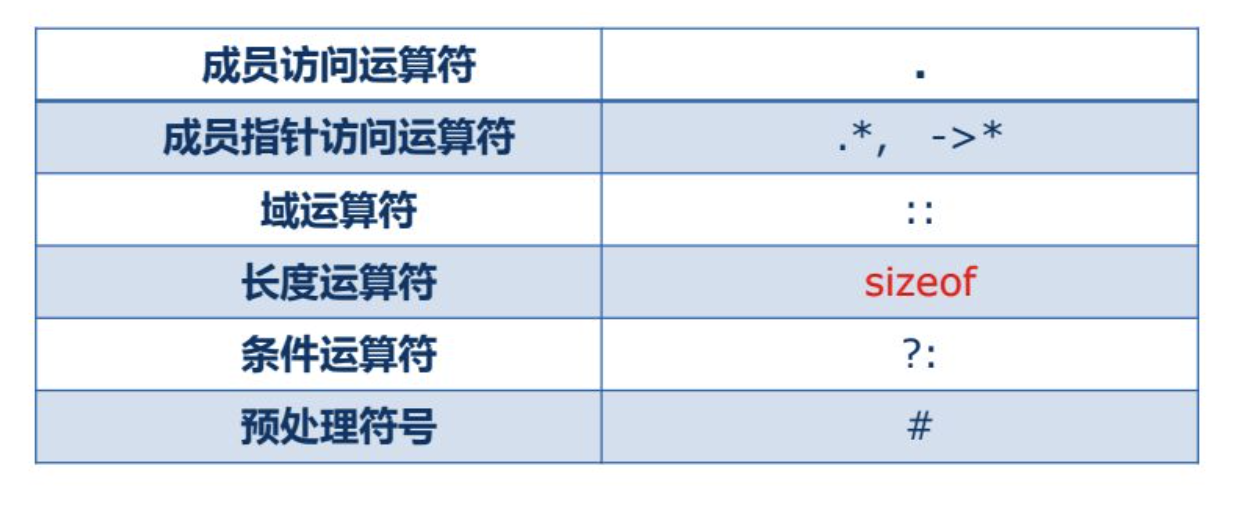 成员访问运算符 .
成员指针访问运算符 .*, ->*
域运算符 ::
长度运算符 sizeof
条件运算符 ?:
预处理符号 #